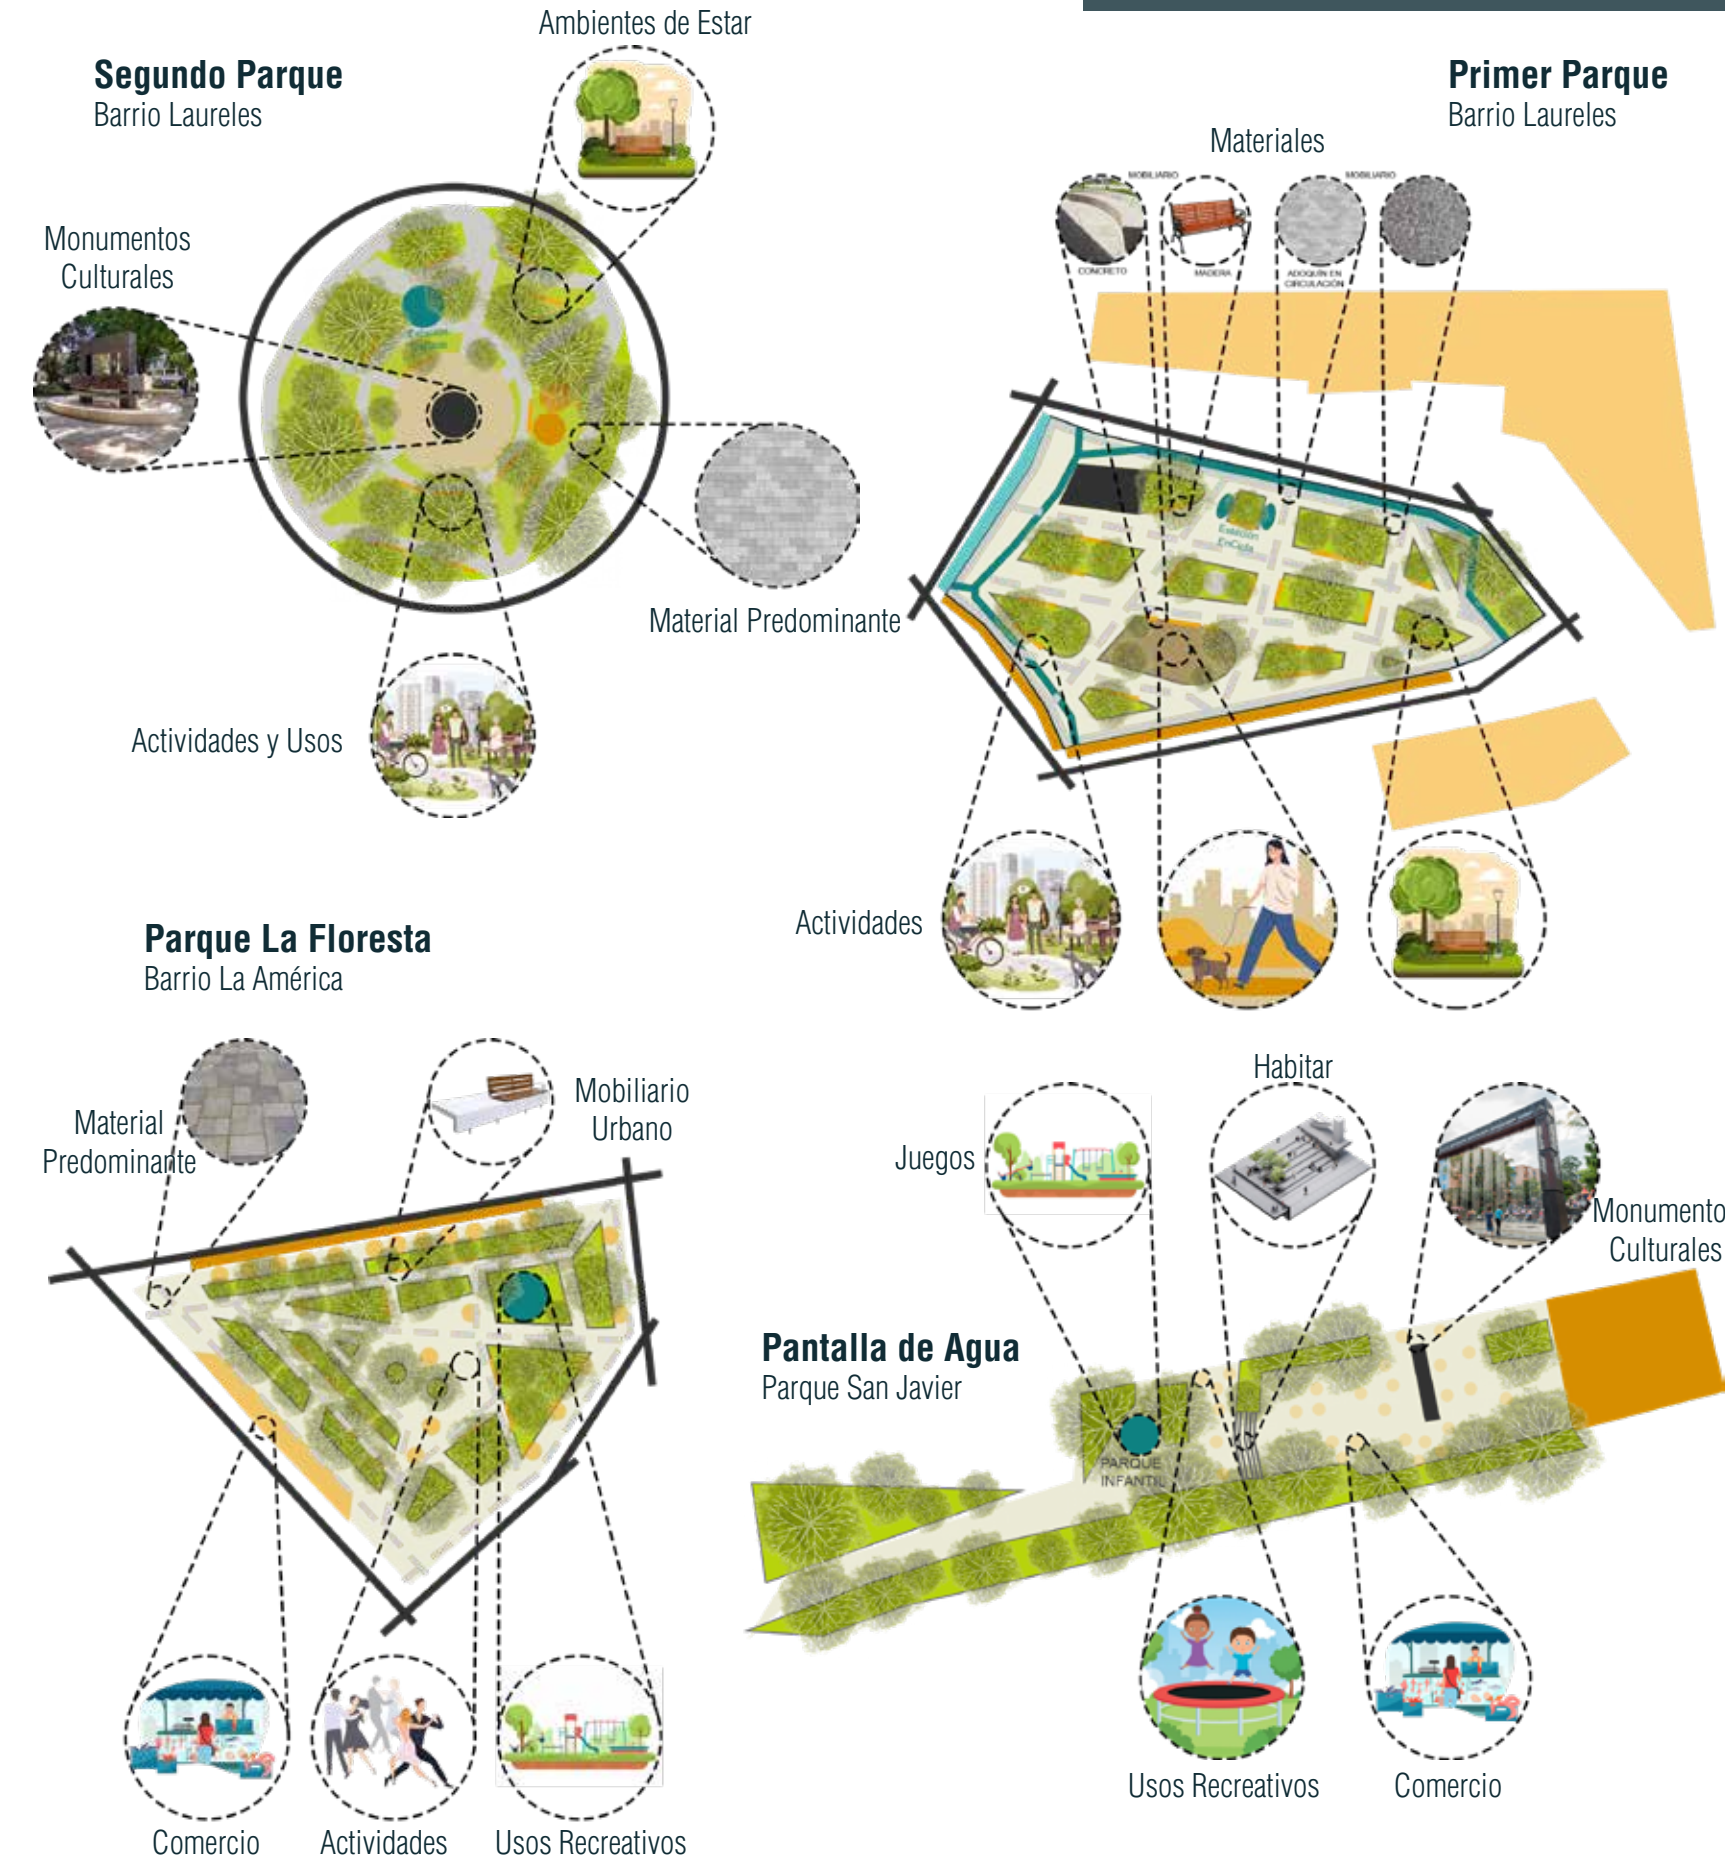 Ambientes de Estar
Segundo Parque
Barrio Laureles
Monumentos
Culturales
Material Predominante
Actividades y Usos
Primer Parque
Barrio Laureles
Materiales
MOBILIARIO
MOBILIARIO
CONCRETO
MADERA
ADOQUÍN EN
CIRCULACIÓN
Estación
EnCicla
Actividades
Parque La Floresta
Barrio La América
Material
Predominante
Mobiliario
Urbano
Comercio
Actividades
Usos Recreativos
Habitar
Juegos
Monumento
Culturales
Pantalla de Agua
Parque San Javier
PARQUE
INFANTIL
Usos Recreativos
Comercio